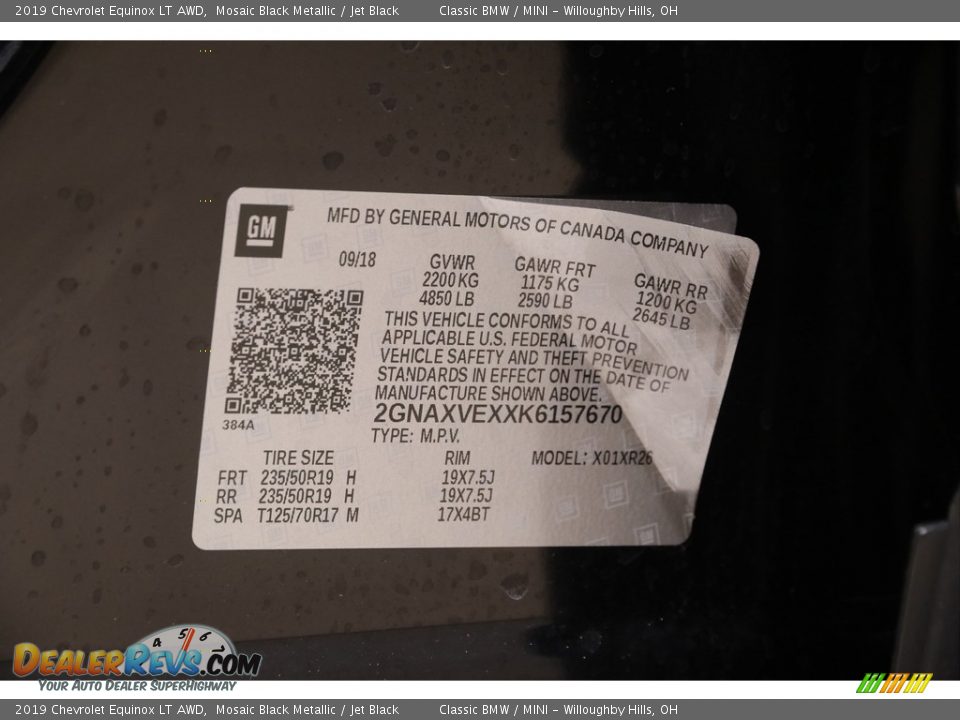 2019 Chevrolet Equinox LT AWD, Mosaic Black Metallic / Jet Black Classic BMW / MINI – Willoughby Hills, OH
GM
MFD BY GENERAL MOTORS OF CANADA COMPANY
09/18
GVWR
2200 KG
4850 LB
GAWR FRT
1175 KG
2590 LB
GAWR RR
1200 KG
2645 LB
THIS VEHICLE CONFORMS TO ALL
APPLICABLE U.S. FEDERAL MOTOR
VEHICLE SAFETY AND THEFT PREVENTION
STANDARDS IN EFFECT ON THE DATE OF
MANUFACTURE SHOWN ABOVE.
384A
2GNAXVEXXK6157670
TYPE: M.P.V.
TIRE SIZE RIM MODEL: X01XR26
FRT 235/50R19 H 19X7.5J
RR 235/50R19 H 19X7.5J
SPA T125/70R17 M 17X4BT
4 5 6
DealerRevs.com
Your Auto Dealer SuperHighway
2019 Chevrolet Equinox LT AWD, Mosaic Black Metallic / Jet Black Classic BMW / MINI – Willoughby Hills, OH